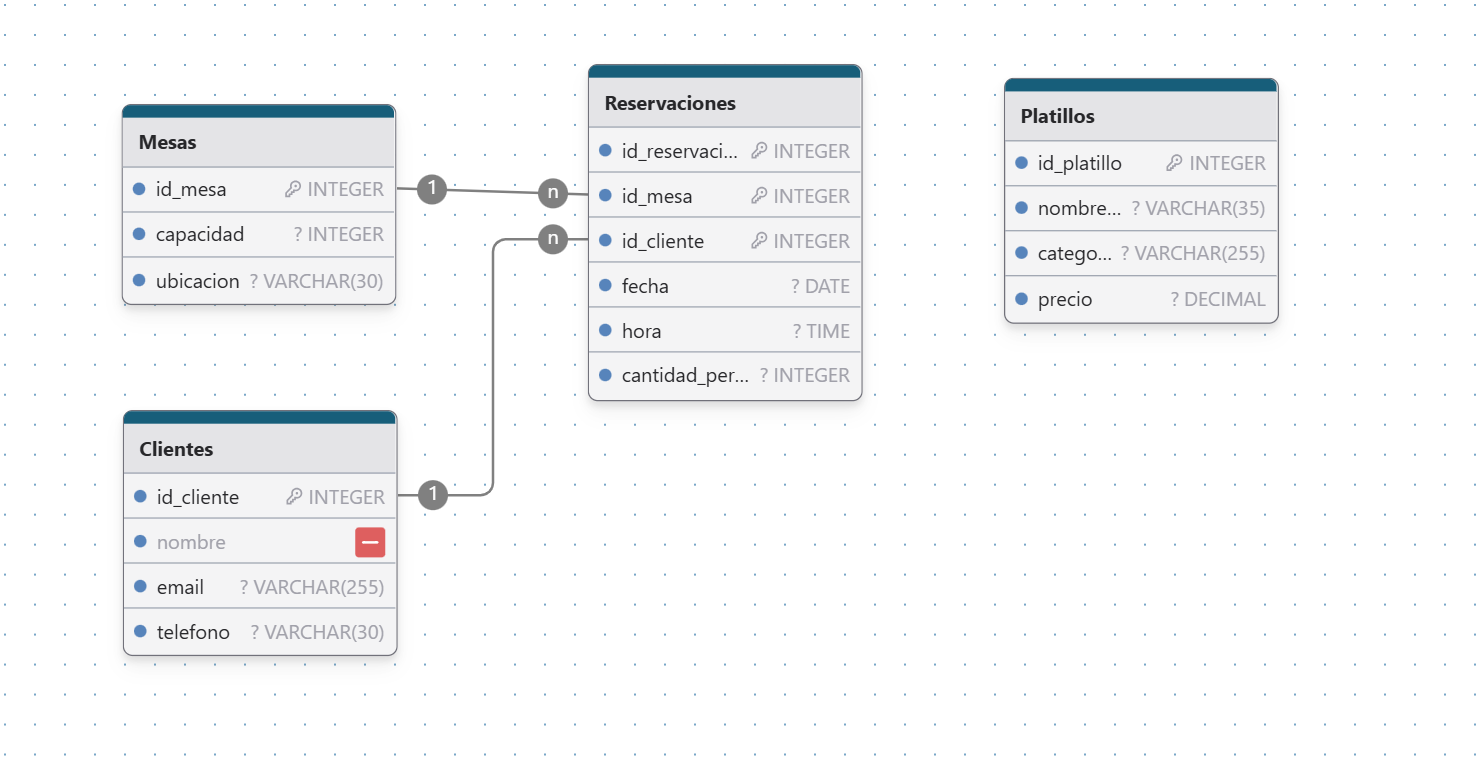 Mesas
id_mesa INTEGER
capacidad ? INTEGER
ubicacion ? VARCHAR(30)
1
n
n
1
Reservaciones
id_reservaci... INTEGER
id_mesa INTEGER
id_cliente INTEGER
fecha ? DATE
hora ? TIME
cantidad_per... ? INTEGER
Platillos
id_platillo INTEGER
nombre... ? VARCHAR(35)
catego... ? VARCHAR(255)
precio ? DECIMAL
Clientes
id_cliente INTEGER
nombre
email ? VARCHAR(255)
telefono ? VARCHAR(30)